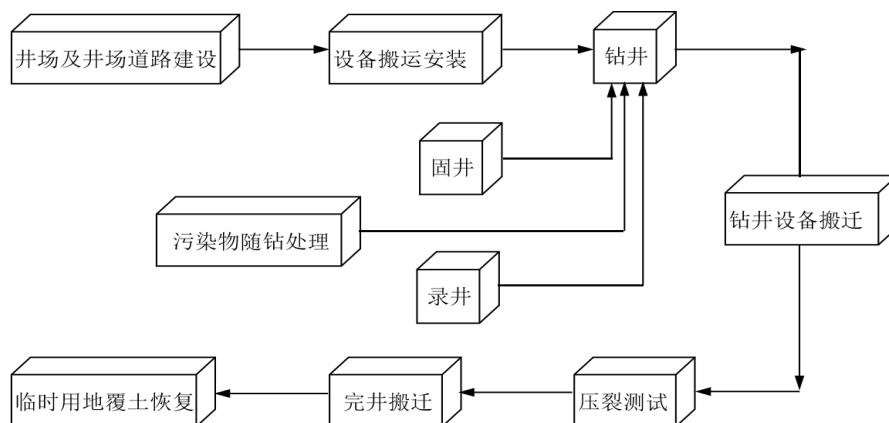 井场及井场道路建设
设备搬运安装
钻井
固井
污染物随钻处理
钻井设备搬迁
录井
临时用地覆土恢复
完井搬迁
压裂测试